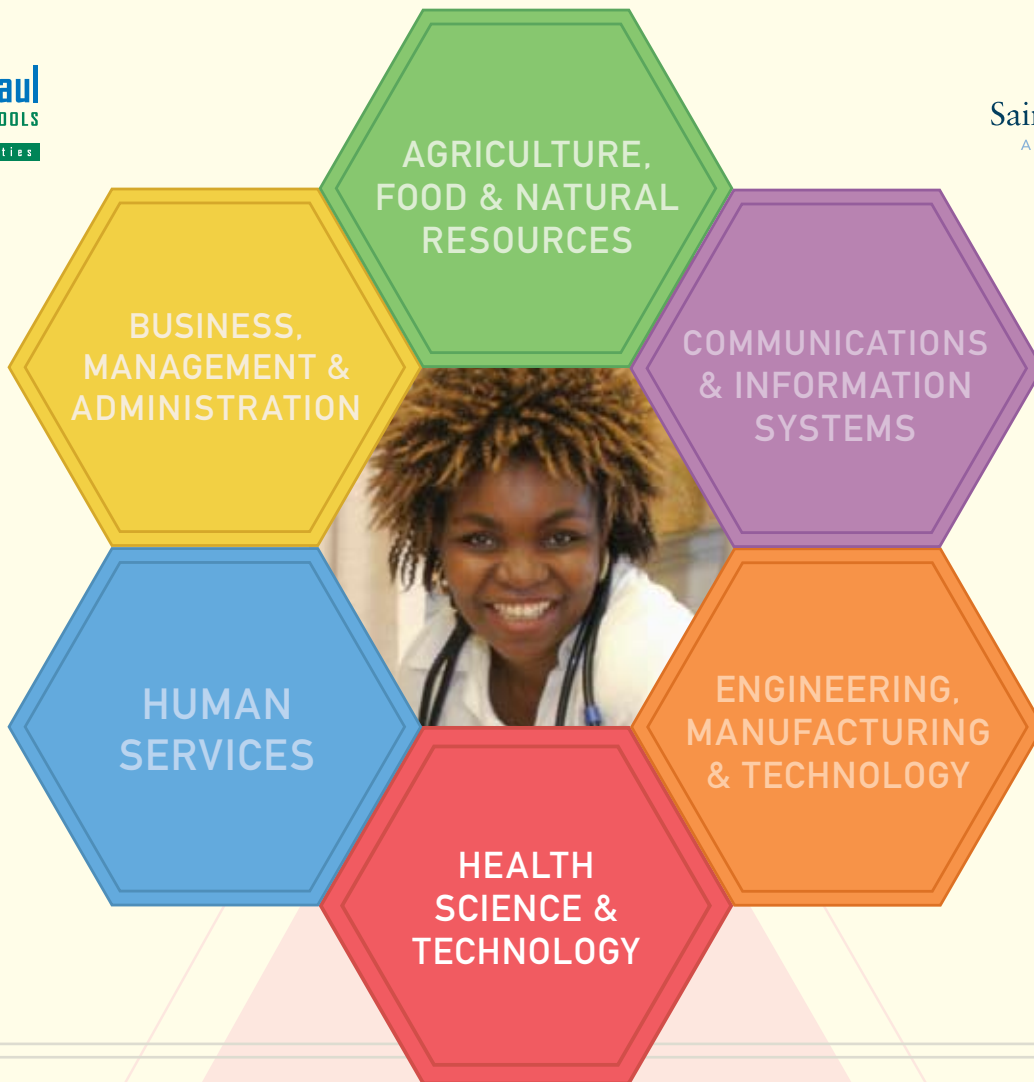 aul
OOLS
ties
Sain
A
AGRICULTURE,
FOOD & NATURAL
RESOURCES
BUSINESS,
MANAGEMENT &
ADMINISTRATION
COMMUNICATIONS
& INFORMATION
SYSTEMS
HUMAN
SERVICES
ENGINEERING,
MANUFACTURING
& TECHNOLOGY
HEALTH
SCIENCE &
TECHNOLOGY